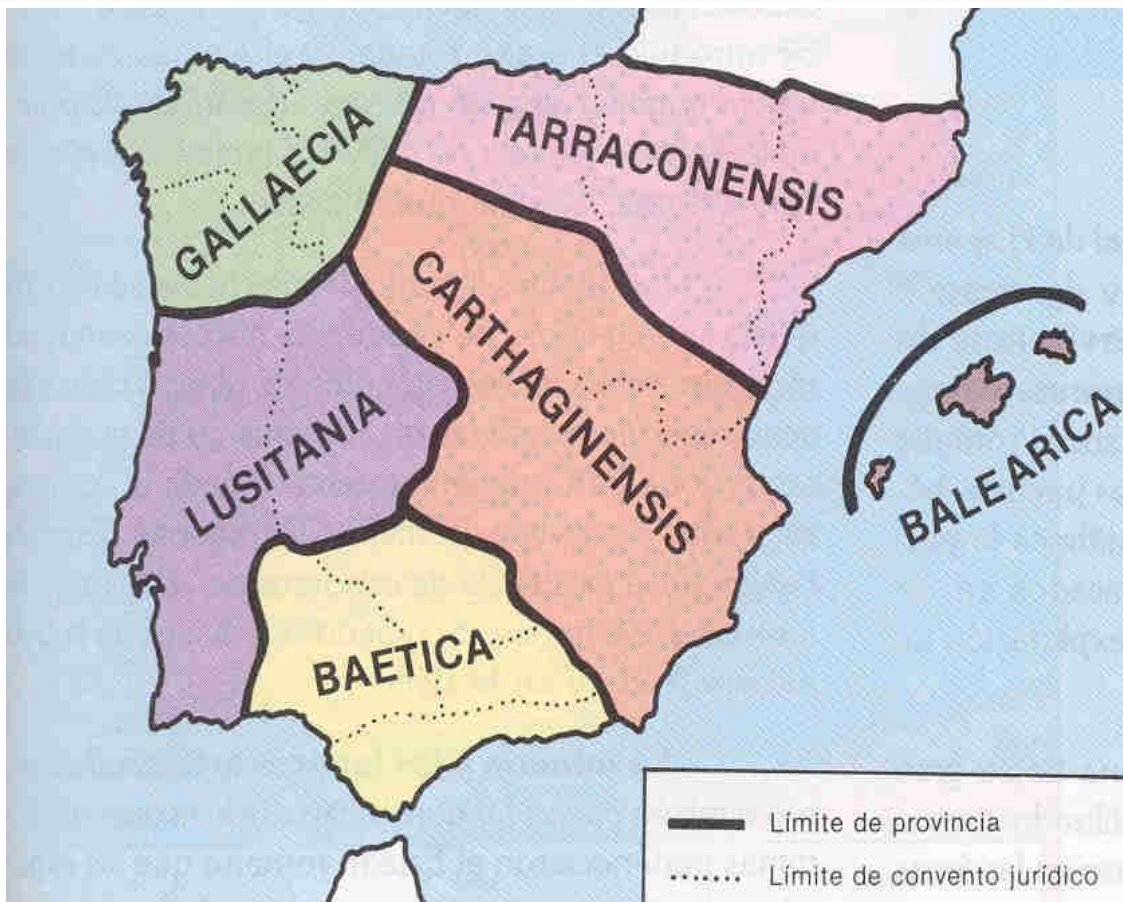 GALLAECIA
TARRACONENSIS
CARTHAGINENSIS
LUSITANIA
BAETICA
BALEARICA
Límite de provincia
Límite de convento jurídico